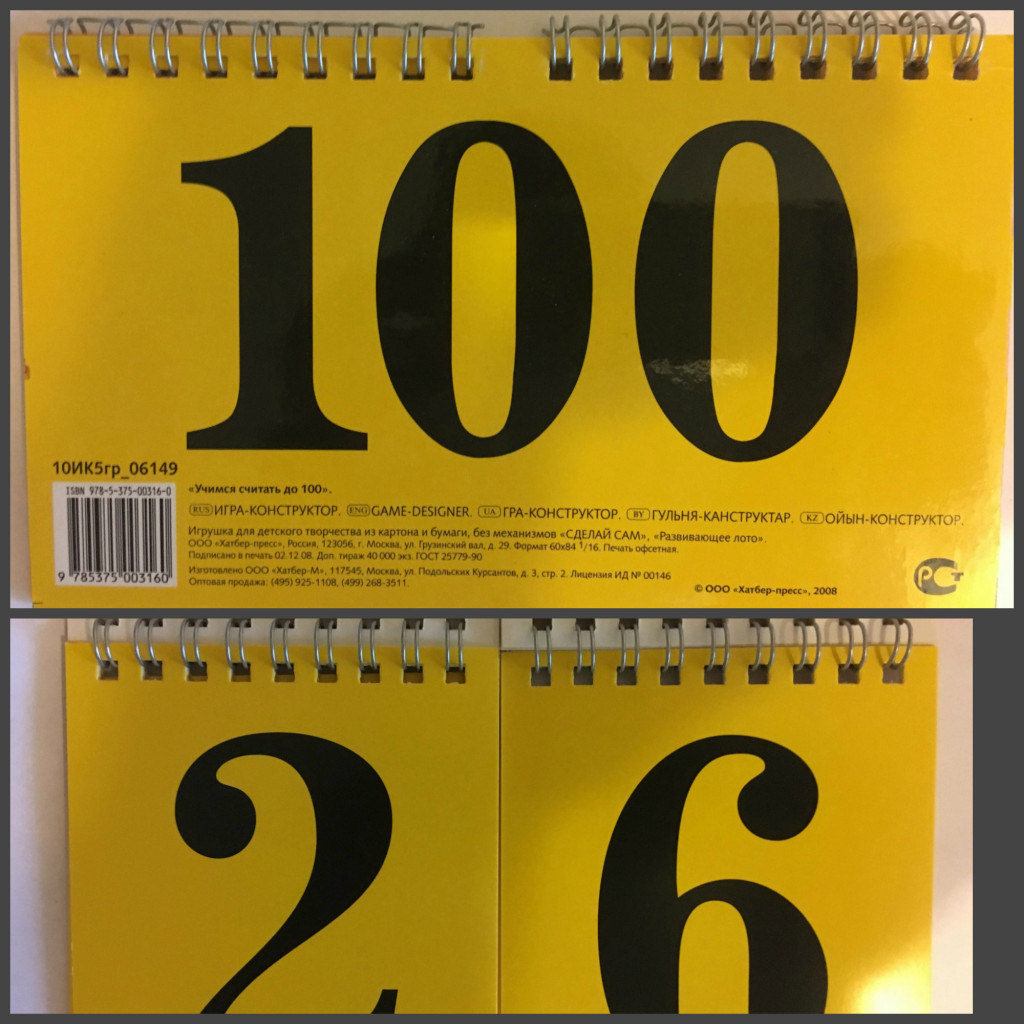 100
10ИК5гр_06149
ISBN 978-5-375-00316-0
9 785375 003160
«Учимся считать до 100».
RUS ИГРА-КОНСТРУКТОР. ENG GAME-DESIGNER. UA ГРА-КОНСТРУКТОР. BY ГУЛЬНЯ-КАНСТРУКТАР. KZ ОЙЫН-КОНСТРУКТОР.
Игрушка для детского творчества из картона и бумаги, без механизмов «СДЕЛАЙ САМ», «Развивающее лото».
ООО «Хатбер-пресс», Россия, 123056, г. Москва, ул. Грузинский вал, д. 29. Формат 60х84 1/16. Печать офсетная.
Подписано в печать 02.12.08. Доп. тираж 40 000 экз. ГОСТ 25779-90
Изготовлено ООО «Хатбер-М», 117545, Москва, ул. Подольских Курсантов, д. 3, стр. 2. Лицензия ИД № 00146
Оптовая продажа: (495) 925-1108, (499) 268-3511.
© ООО «Хатбер-пресс», 2008
РСТ
26